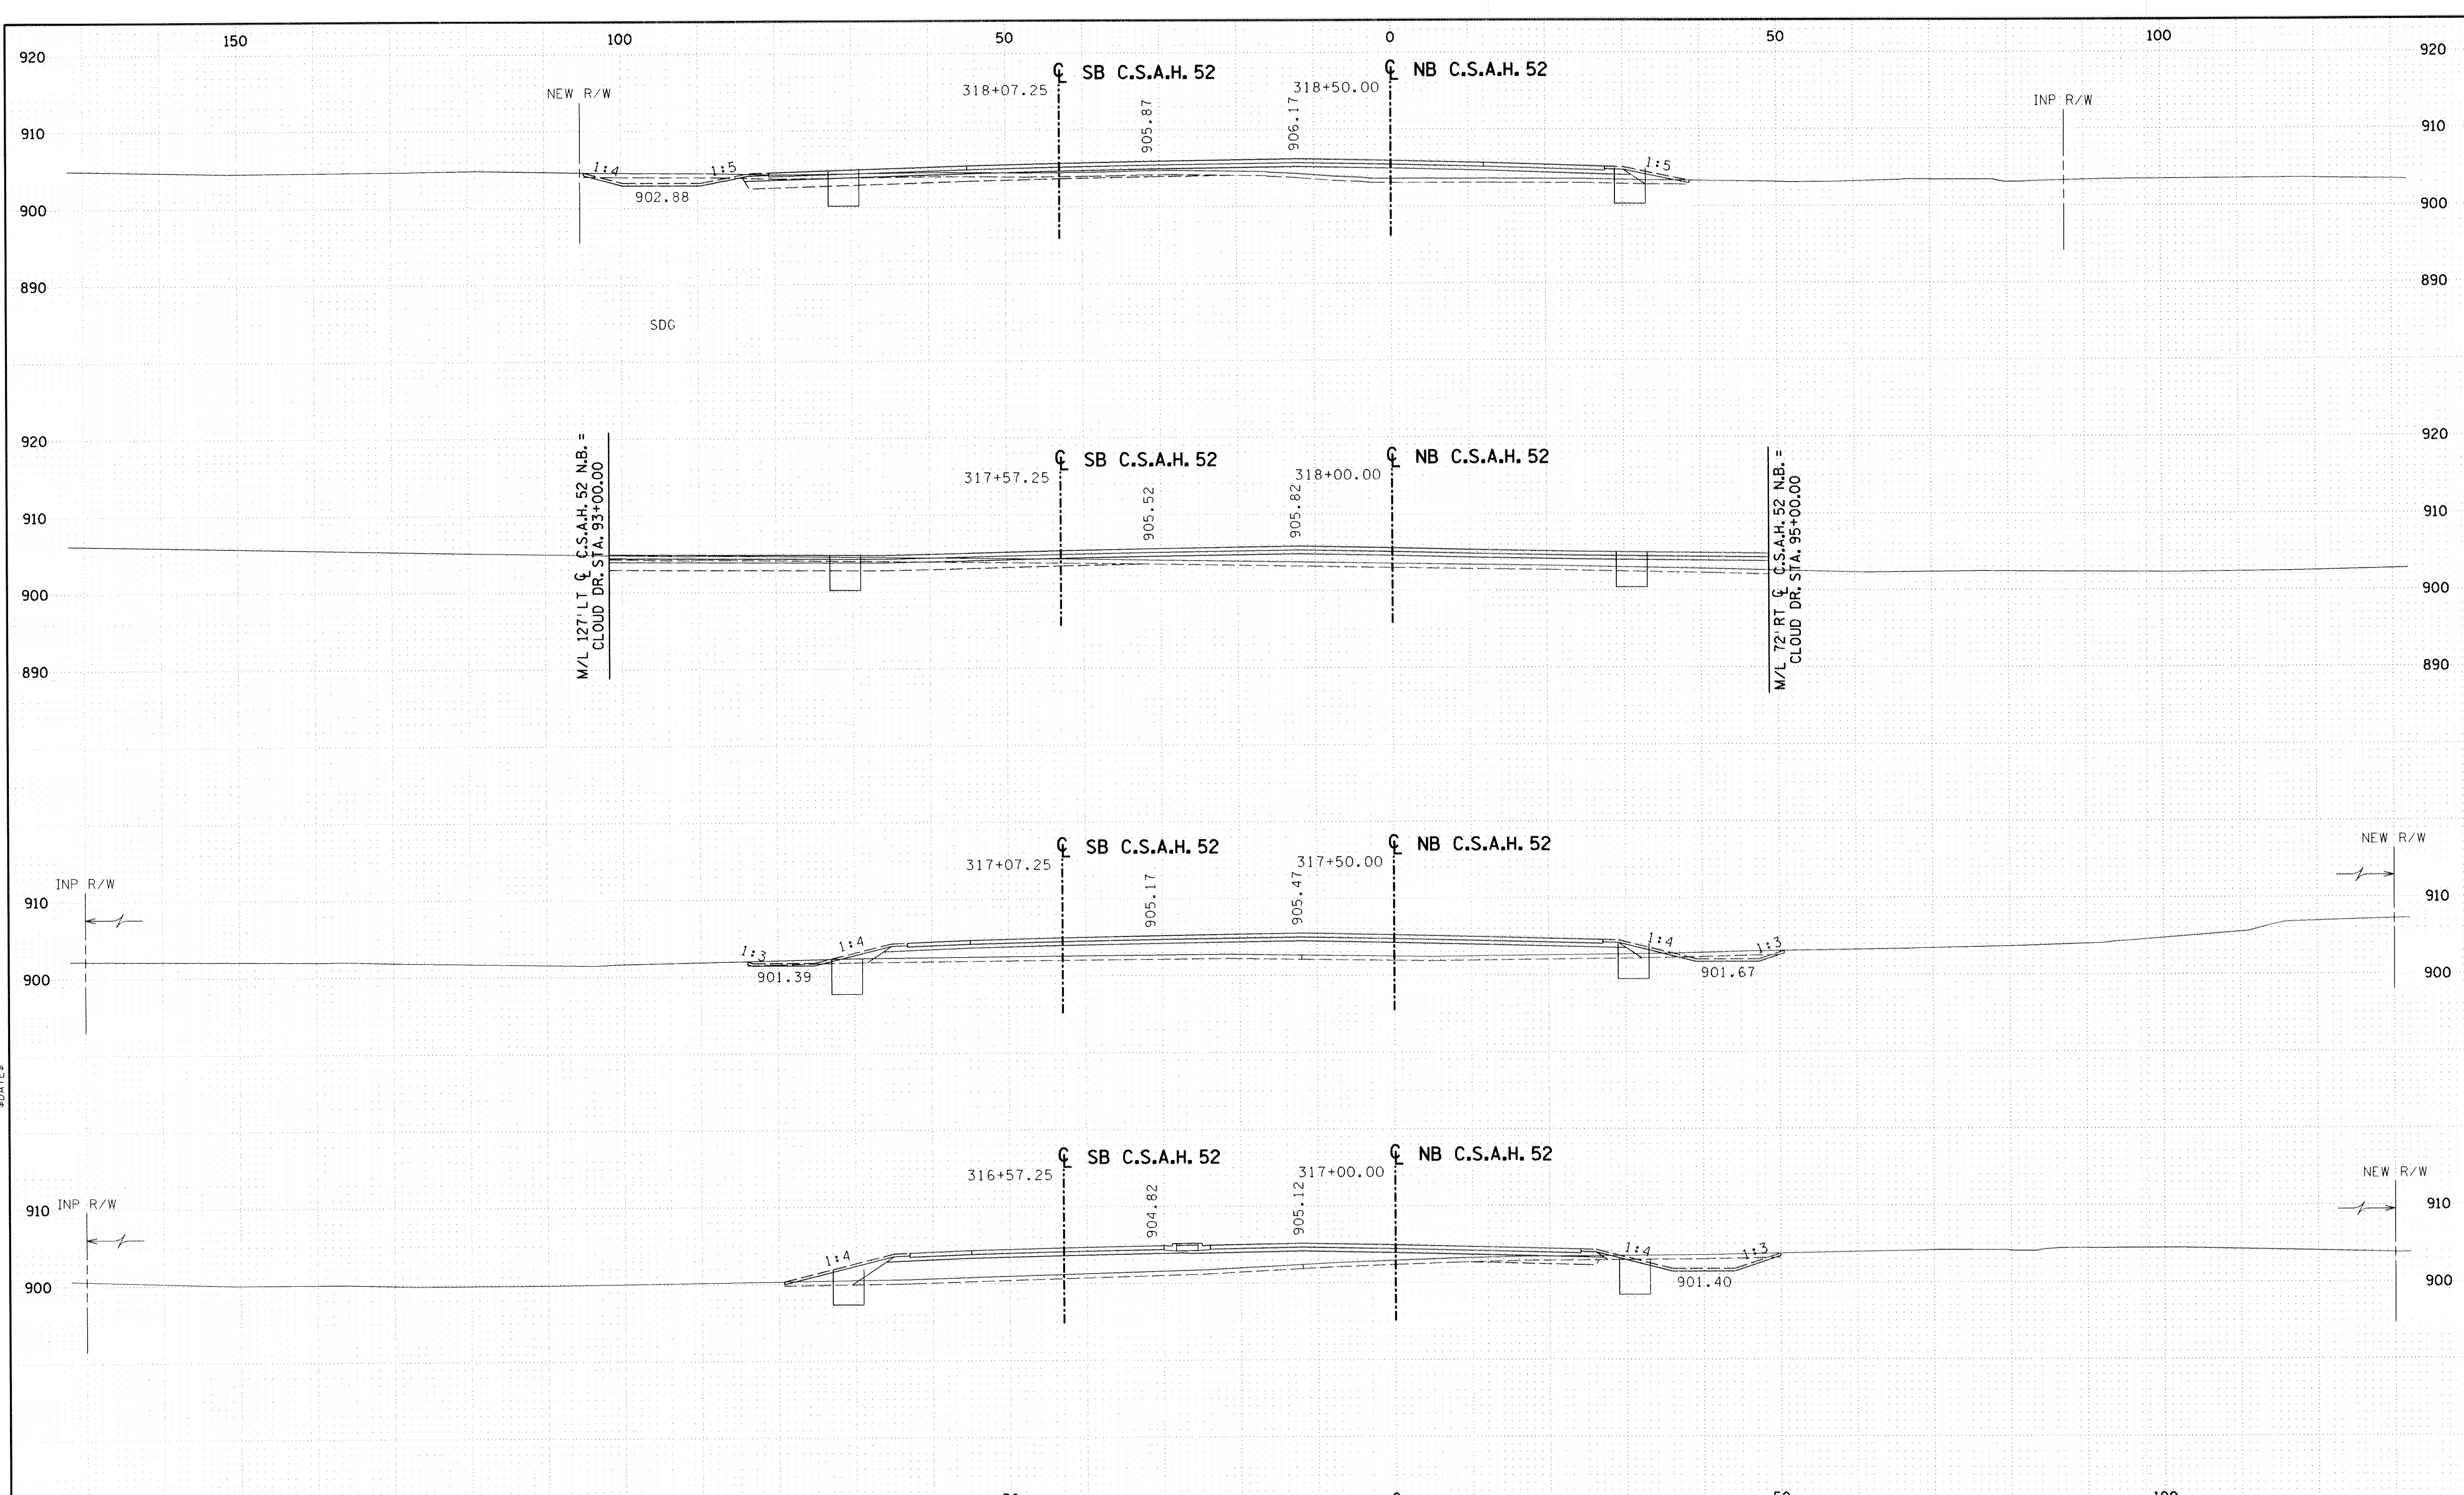 150 100 50 0 50 100
920 920
℄ SB C.S.A.H. 52 ℄ NB C.S.A.H. 52
318+07.25 318+50.00
NEW R/W INP R/W
905.87 906.17
910 910
1:4 1:5 1:5
902.88
900 900
890 890
SDG
920 920
℄ SB C.S.A.H. 52 ℄ NB C.S.A.H. 52
317+57.25 318+00.00
905.52 905.82
910 910
M/L 127' LT ℄ C.S.A.H. 52 N.B. =
CLOUD DR. STA. 93+00.00
M/L 72' RT ℄ C.S.A.H. 52 N.B. =
CLOUD DR. STA. 95+00.00
900 900
890 890
NEW R/W
℄ SB C.S.A.H. 52 ℄ NB C.S.A.H. 52
317+07.25 317+50.00
INP R/W
905.17 905.47
910 910
1:3 1:4 1:4 1:3
901.39 901.67
900 900
$DATE$
℄ SB C.S.A.H. 52 ℄ NB C.S.A.H. 52
316+57.25 317+00.00
NEW R/W
INP R/W
904.82 905.12
910 910
1:4 1:4 1:3
901.40
900 900
50 0 50 100